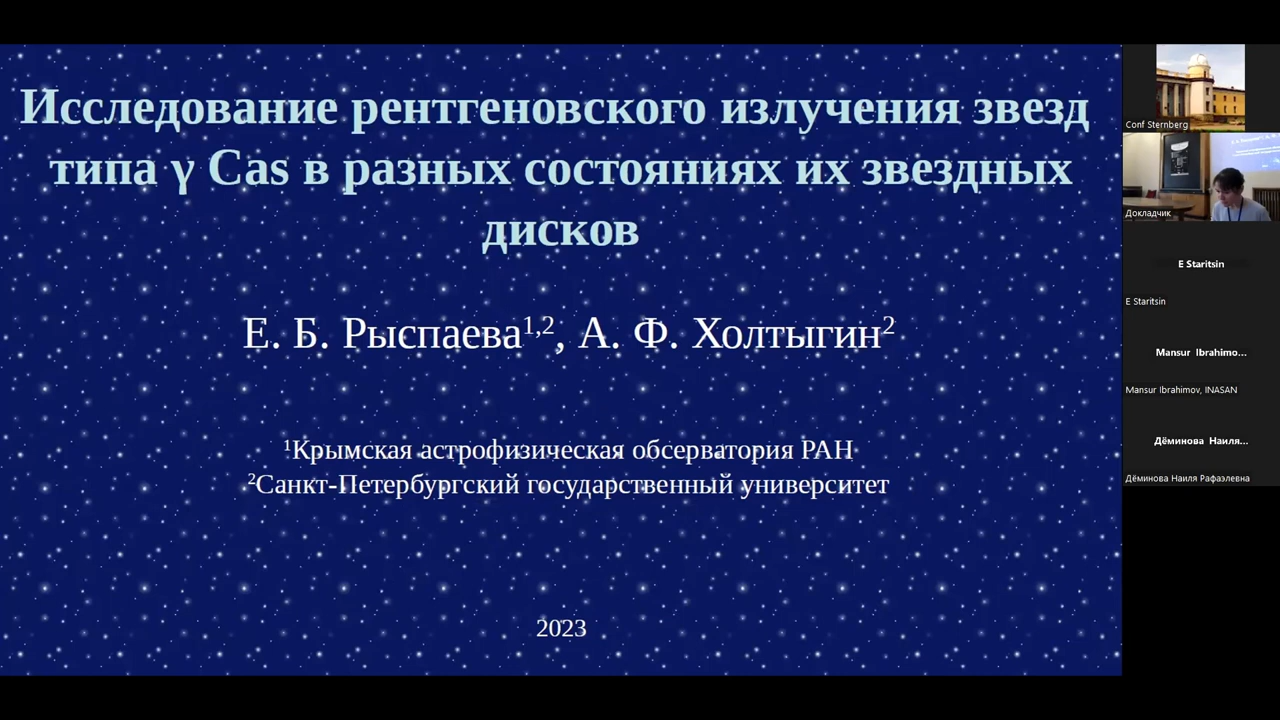 Исследование рентгеновского излучения звезд
типа γ Cas в разных состояниях их звездных
дисков
Е. Б. Рыспаева¹,², А. Ф. Холтыгин²
¹Крымская астрофизическая обсерватория РАН
²Санкт-Петербургский государственный университет
2023
Conf Sternberg
Докладчик
E Staritsin
E Staritsin
Mansur Ibrahimo...
Mansur Ibrahimov, INASAN
Дёминова Наиля...
Дёминова Наиля Рафаэлевна